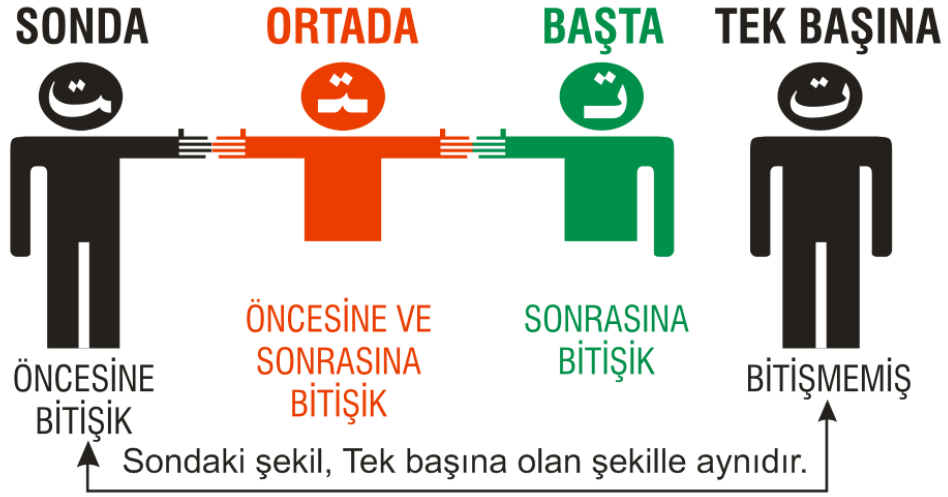 SONDA
ORTADA
BAŞTA
TEK BAŞINA
ـت
ـتـ
تـ
ت
ÖNCESİNE
BİTİŞİK
ÖNCESİNE VE
SONRASINA
BİTİŞİK
SONRASINA
BİTİŞİK
BİTİŞMEMİŞ
Sondaki şekil, Tek başına olan şekille aynıdır.